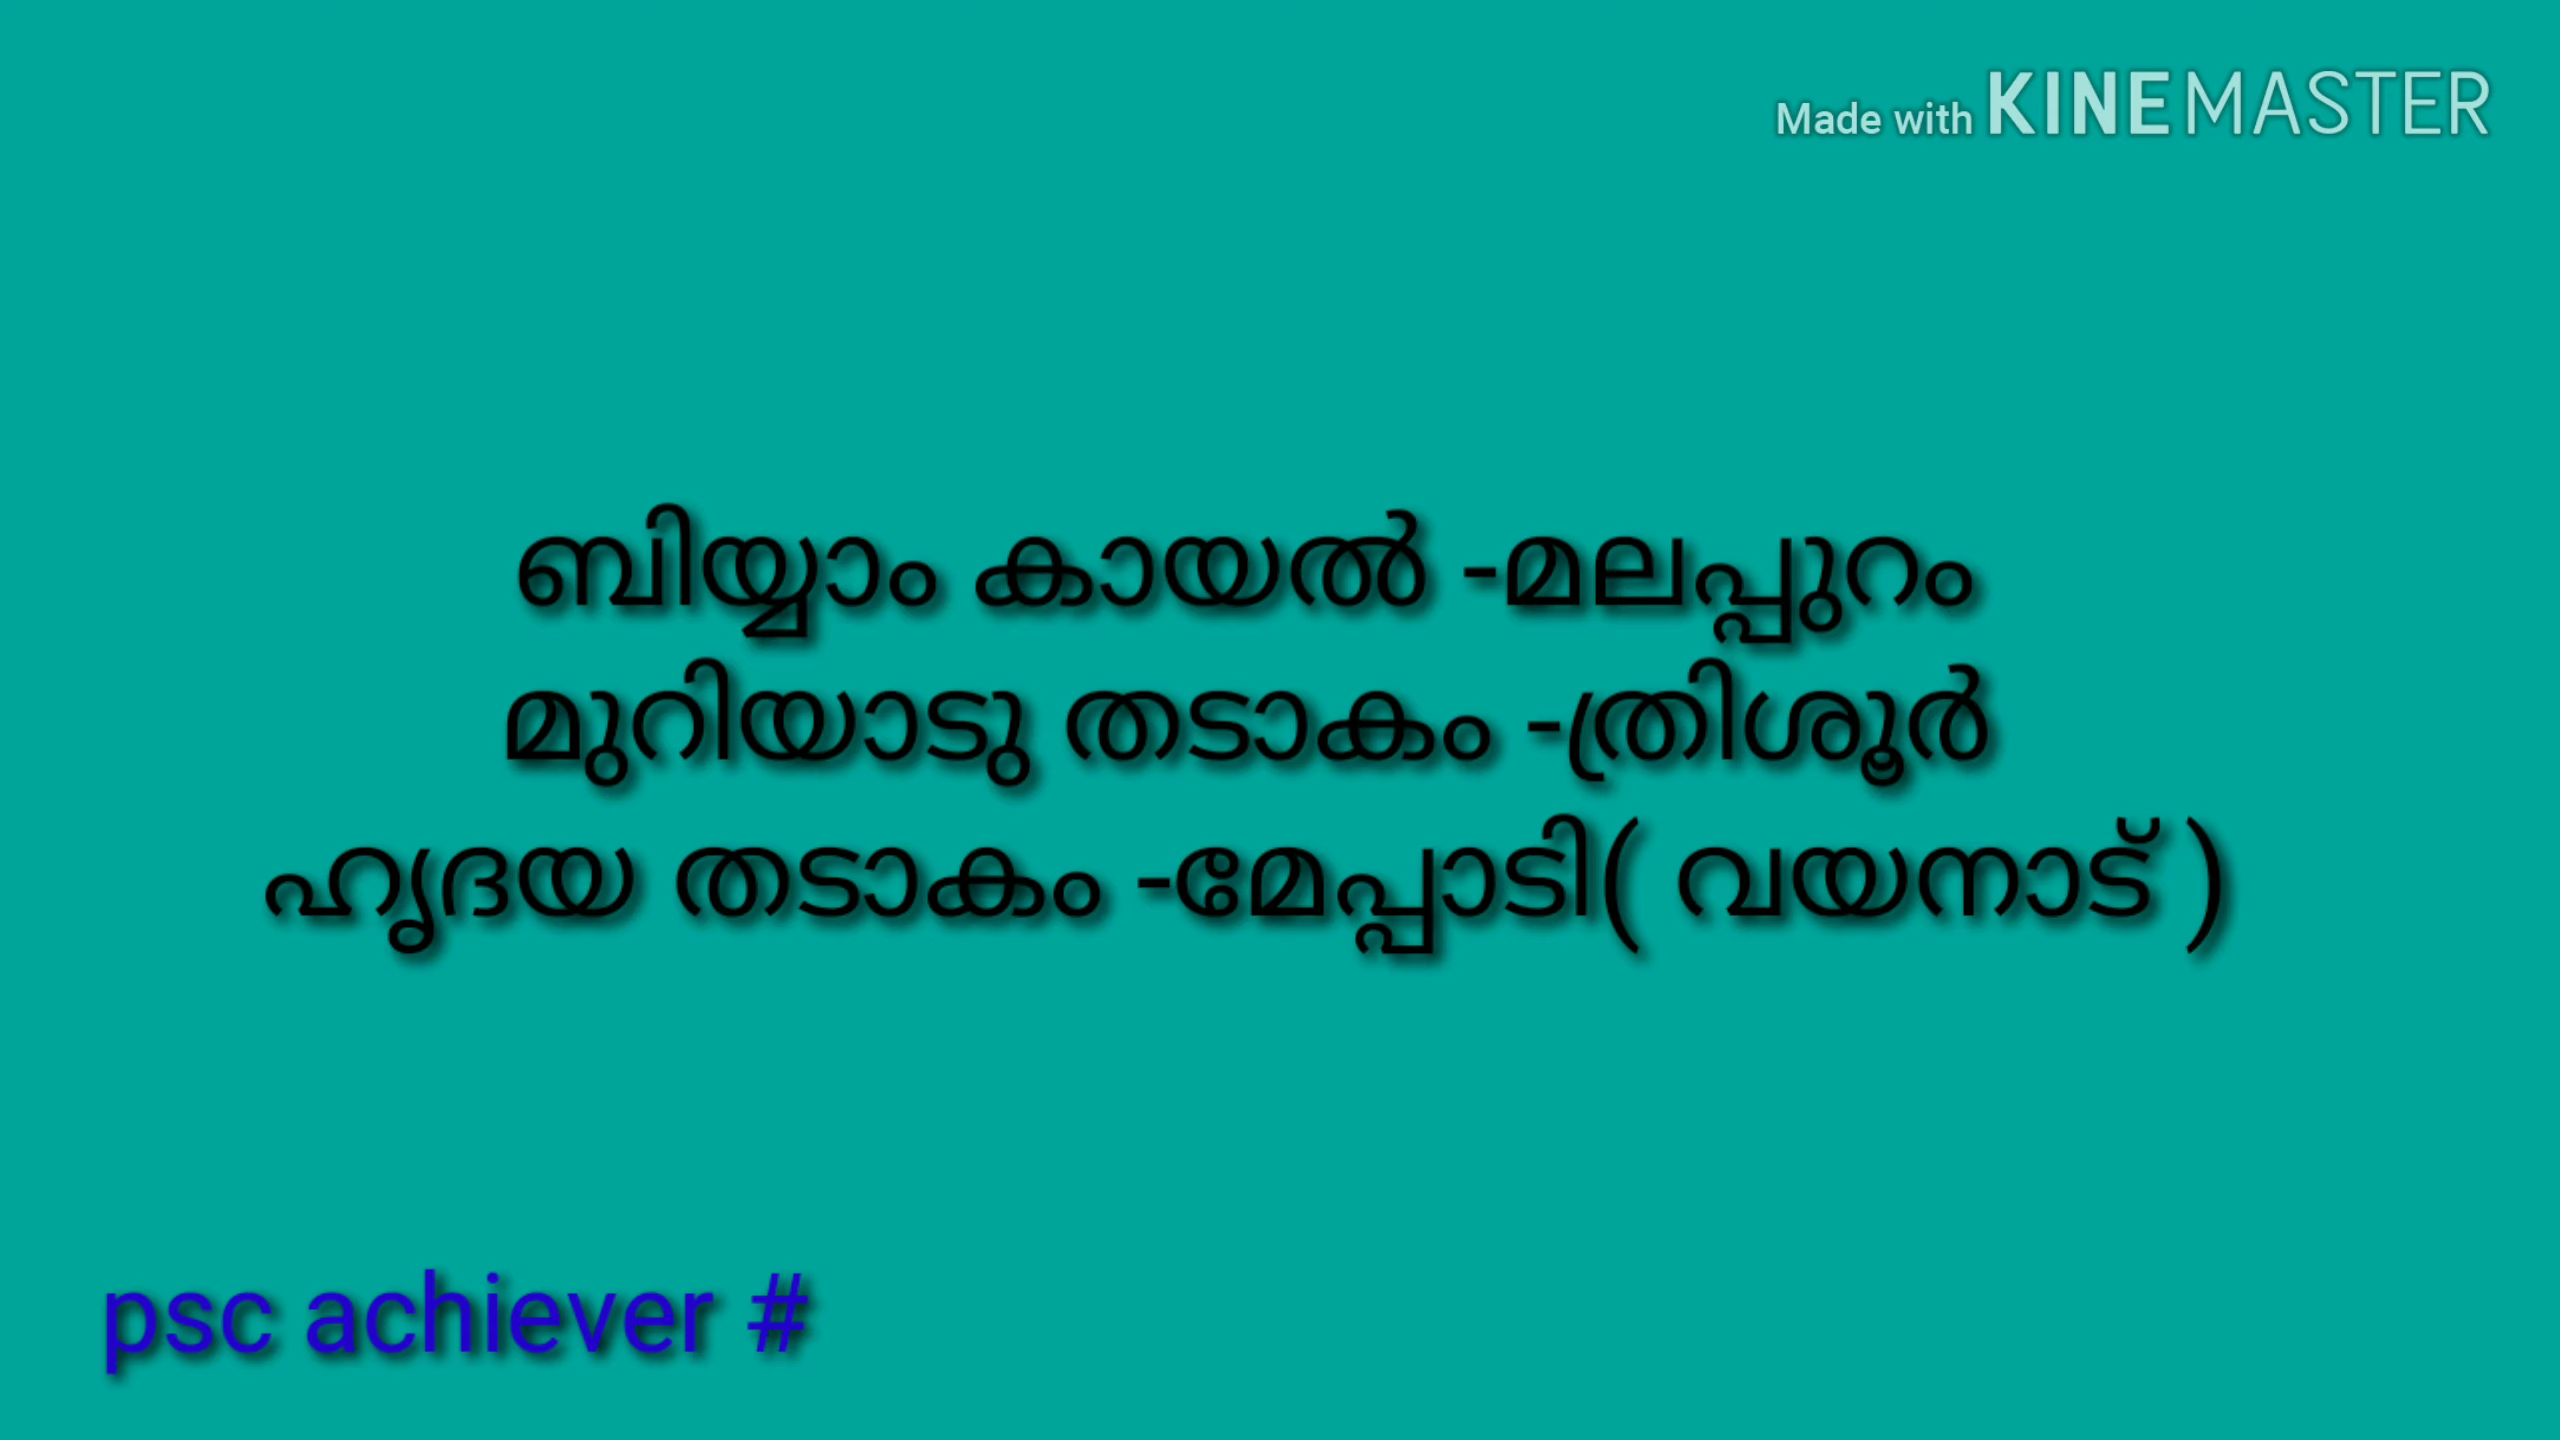 Made with KINEMASTER
ബിയ്യാം കായൽ -മലപ്പുറം
മുറിയാടു തടാകം -ത്രിശൂർ
ഹൃദയ തടാകം -മേപ്പാടി( വയനാട് )
psc achiever #